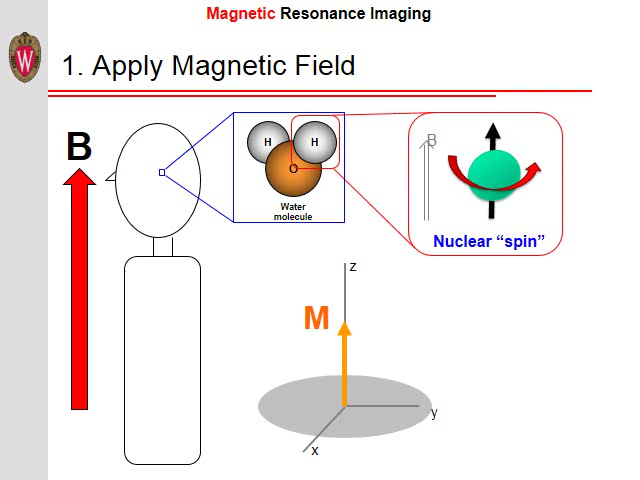 Magnetic Resonance Imaging
W
1. Apply Magnetic Field
B
H
H
O
Water
molecule
B
Nuclear “spin”
z
M
y
x